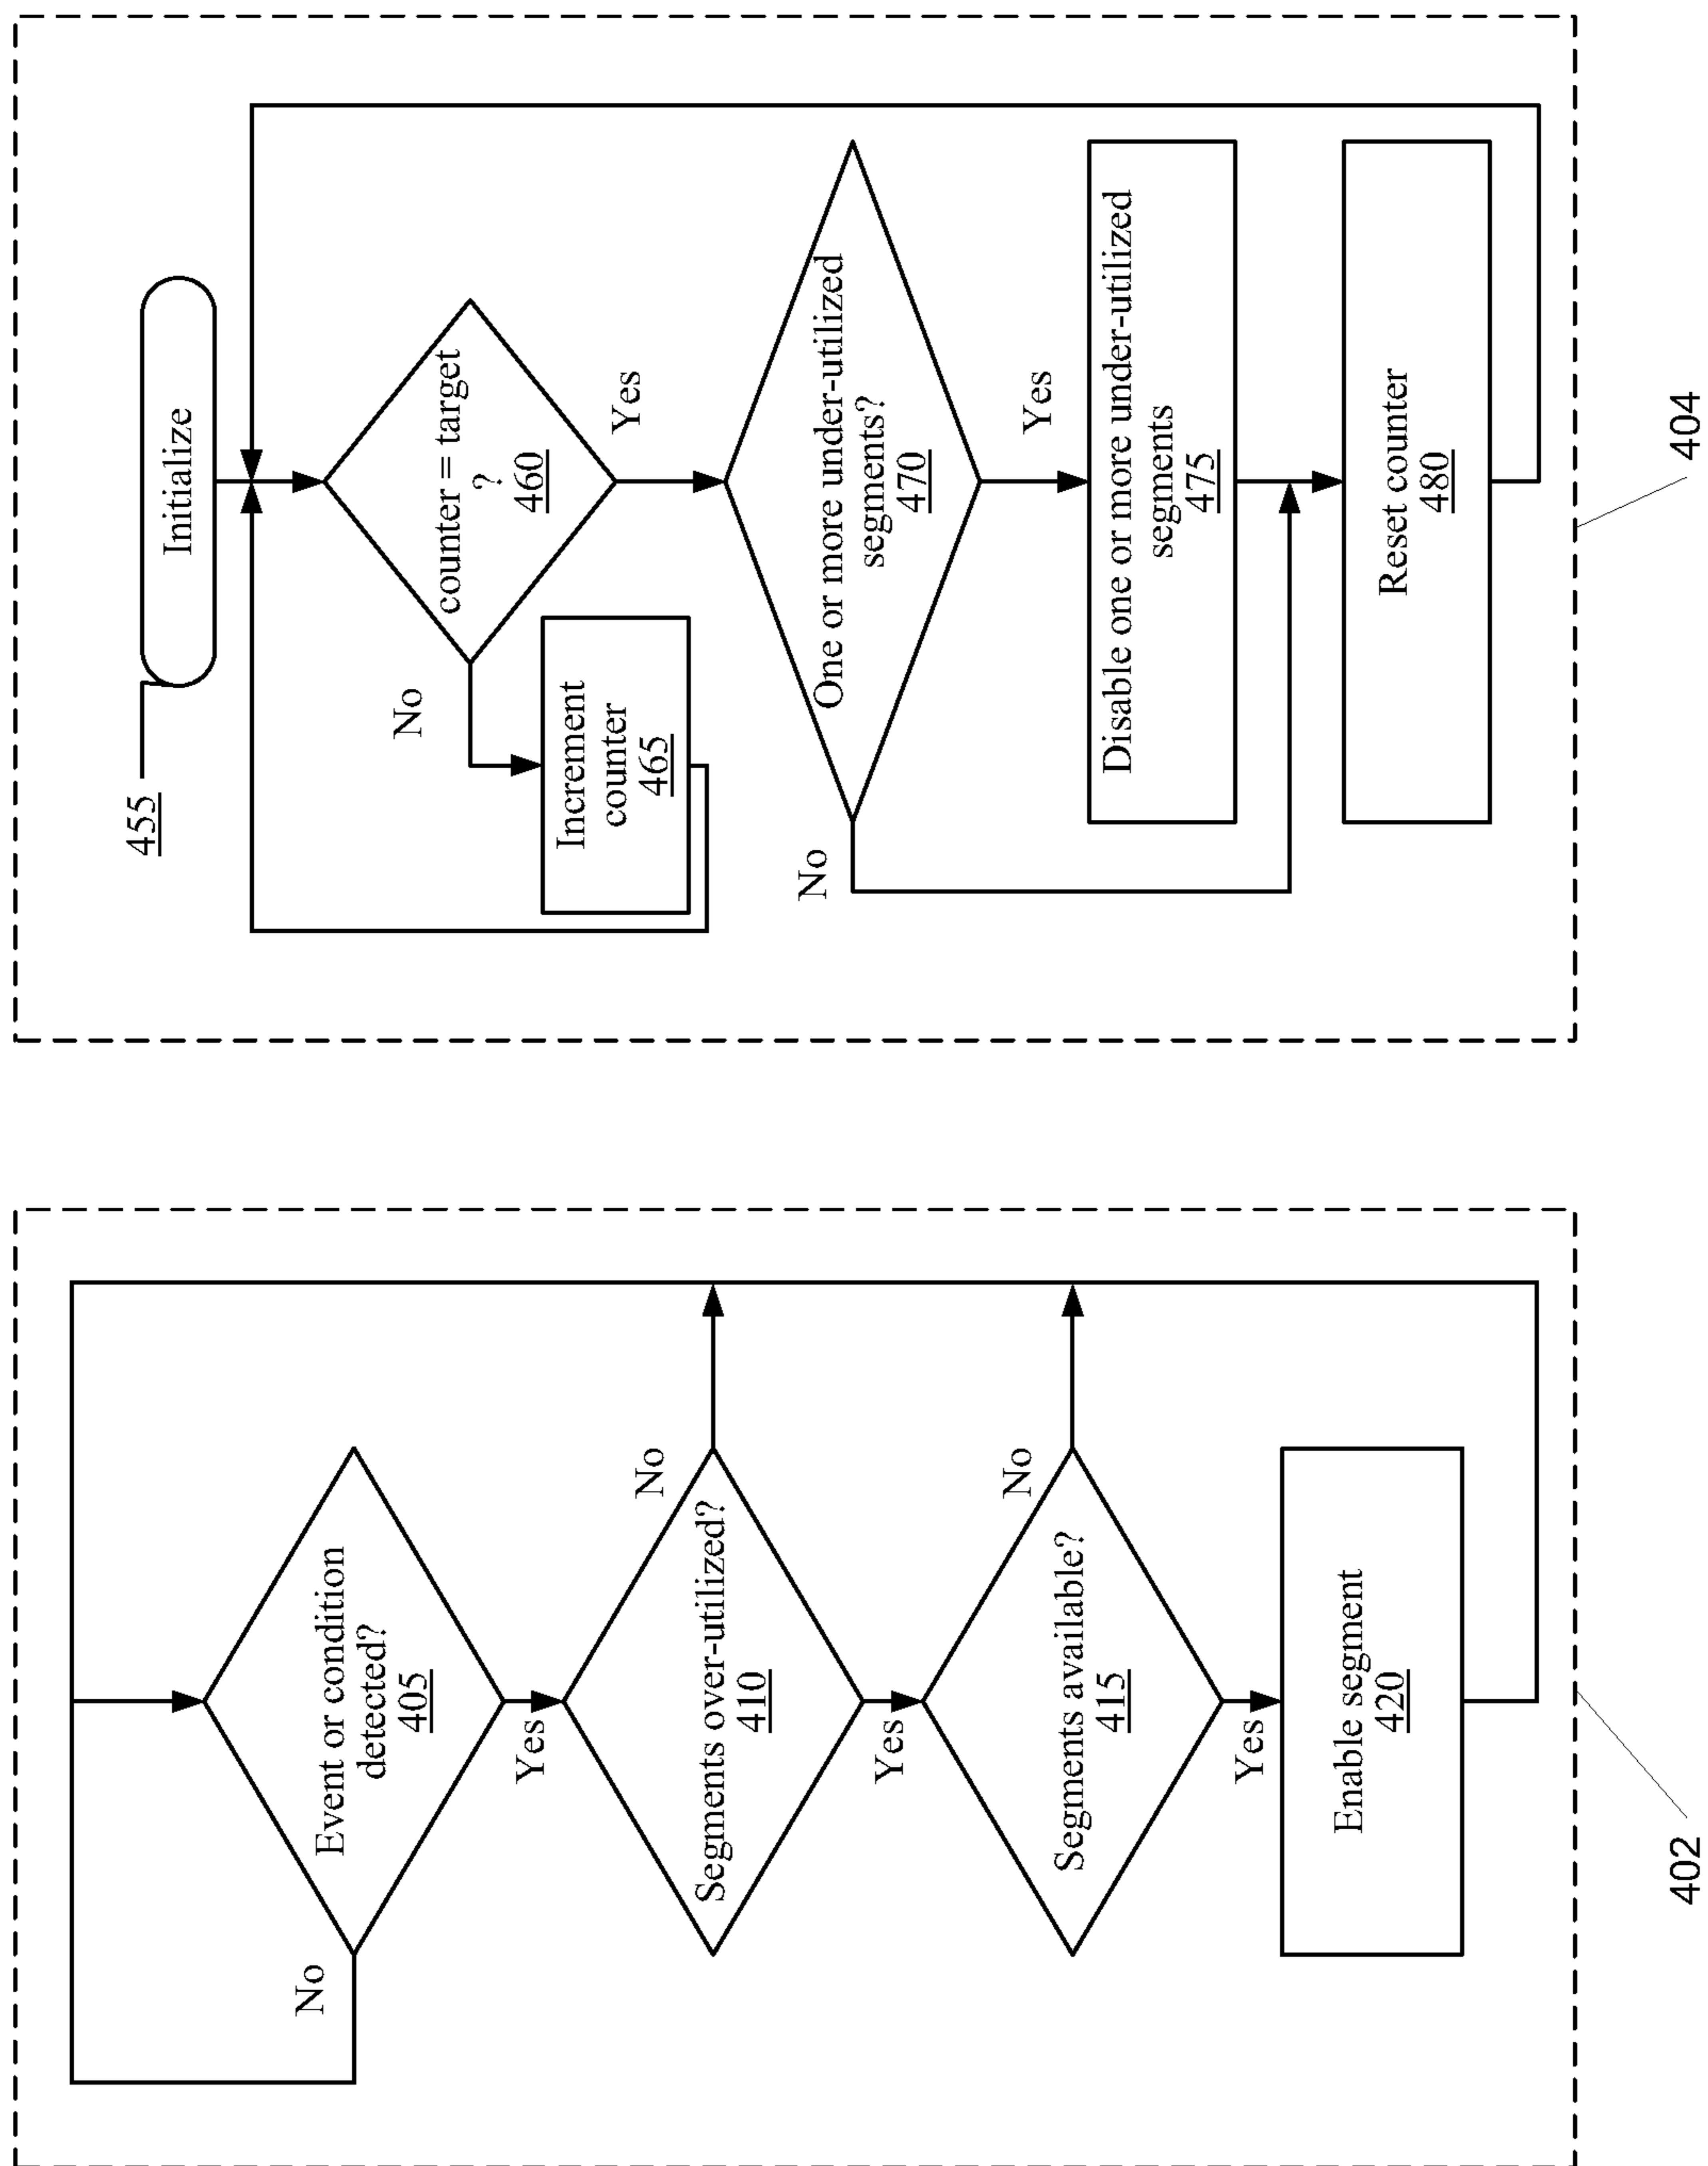 Event or condition
detected?
405
No
Yes
Segments over-utilized?
410
No
Yes
Segments available?
415
No
Yes
Enable segment
420
402
Initialize
455
counter = target
?
460
No
Yes
Increment
counter
465
One or more under-utilized
segments?
470
No
Yes
Disable one or more under-utilized
segments
475
Reset counter
480
404